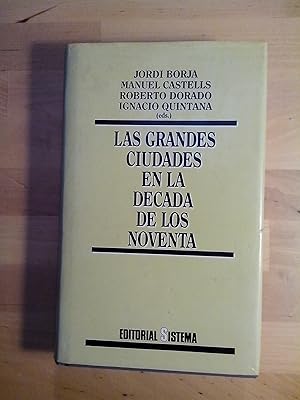 JORDI BORJA
MANUEL CASTELLS
ROBERTO DORADO
IGNACIO QUINTANA
(eds.)
LAS GRANDES
CIUDADES
EN LA
DECADA
DE LOS
NOVENTA
EDITORIAL SISTEMA